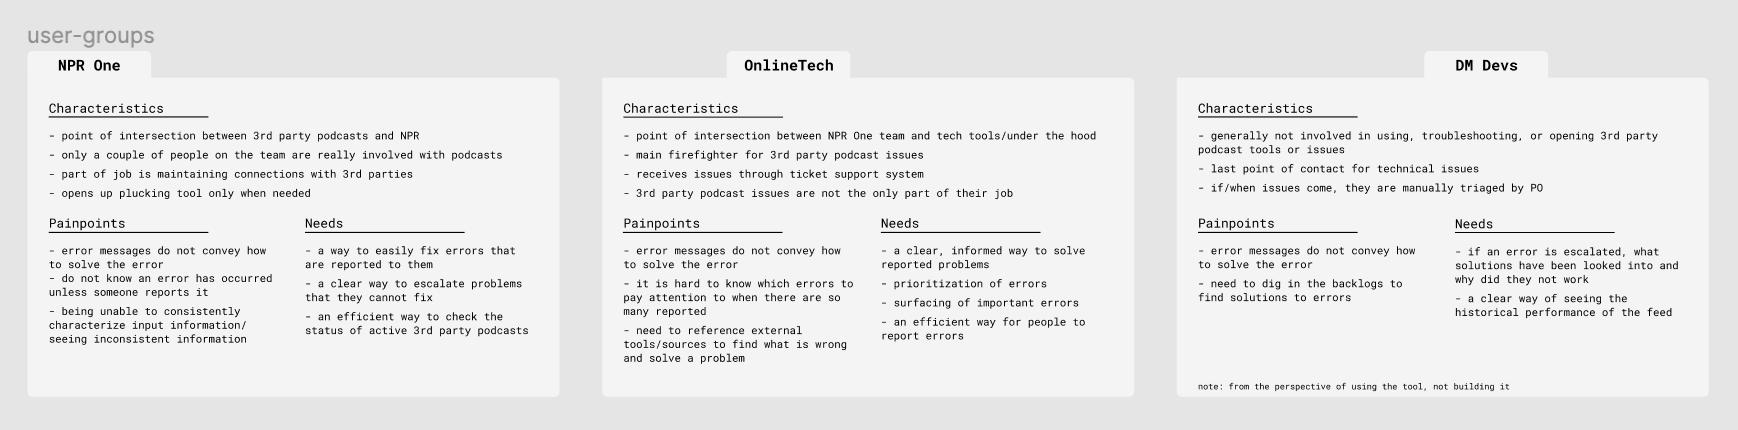 user-groups
NPR One
Characteristics
- point of intersection between 3rd party podcasts and NPR
- only a couple of people on the team are really involved with podcasts
- part of job is maintaining connections with 3rd parties
- opens up plucking tool only when needed
Painpoints
- error messages do not convey how
to solve the error
- do not know an error has occurred
unless someone reports it
- being unable to consistently
characterize input information/
seeing inconsistent information
Needs
- a way to easily fix errors that
are reported to them
- a clear way to escalate problems
that they cannot fix
- an efficient way to check the
status of active 3rd party podcasts
OnlineTech
Characteristics
- point of intersection between NPR One team and tech tools/under the hood
- main firefighter for 3rd party podcast issues
- receives issues through ticket support system
- 3rd party podcast issues are not the only part of their job
Painpoints
- error messages do not convey how
to solve the error
- it is hard to know which errors to
pay attention to when there are so
many reported
- need to reference external
tools/sources to find what is wrong
and solve a problem
Needs
- a clear, informed way to solve
reported problems
- prioritization of errors
- surfacing of important errors
- an efficient way for people to
report errors
DM Devs
Characteristics
- generally not involved in using, troubleshooting, or opening 3rd party
podcast tools or issues
- last point of contact for technical issues
- if/when issues come, they are manually triaged by PO
Painpoints
- error messages do not convey how
to solve the error
- need to dig in the backlogs to
find solutions to errors
Needs
- if an error is escalated, what
solutions have been looked into and
why did they not work
- a clear way of seeing the
historical performance of the feed
note: from the perspective of using the tool, not building it